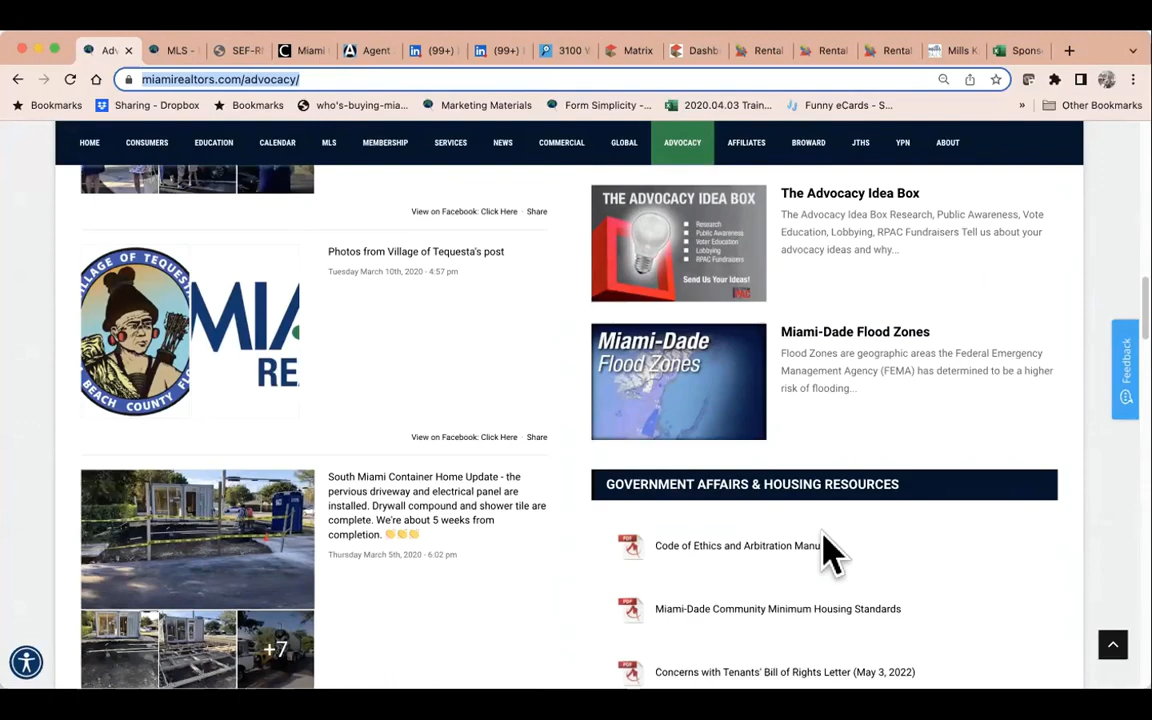 Adv
MLS -
SEF-RE
Miami
Agent
(99+)
(99+)
3100 W
Matrix
Dashb
Rental
Rental
Rental
Mills K
Spons
miamirealtors.com/advocacy/
Bookmarks
Sharing - Dropbox
Bookmarks
who's-buying-mia...
Marketing Materials
Form Simplicity -...
2020.04.03 Train...
Funny eCards - S...
»
Other Bookmarks
HOME CONSUMERS EDUCATION CALENDAR MLS MEMBERSHIP SERVICES NEWS COMMERCIAL GLOBAL ADVOCACY AFFILIATES BROWARD JTHS YPN ABOUT
View on Facebook: Click Here · Share
Photos from Village of Tequesta's post
Tuesday March 10th, 2020 - 4:57 pm
VILLAGE OF TEQUES
BEACH COUNTY FL
MIA
RE
View on Facebook: Click Here · Share
South Miami Container Home Update - the
pervious driveway and electrical panel are
installed. Drywall compound and shower tile are
complete. We're about 5 weeks from
completion. 👏👏👏
Thursday March 5th, 2020 - 6:02 pm
+7
THE ADVOCACY IDEA BOX
Research
Public Awareness
Voter Education
Lobbying
RPAC Fundraisers
Send Us Your Ideas!
The Advocacy Idea Box
The Advocacy Idea Box Research, Public Awareness, Vote
Education, Lobbying, RPAC Fundraisers Tell us about your
advocacy ideas and why...
Miami-Dade
Flood Zones
Miami-Dade Flood Zones
Flood Zones are geographic areas the Federal Emergency
Management Agency (FEMA) has determined to be a higher
risk of flooding...
GOVERNMENT AFFAIRS & HOUSING RESOURCES
PDF
Code of Ethics and Arbitration Manu
PDF
Miami-Dade Community Minimum Housing Standards
PDF
Concerns with Tenants' Bill of Rights Letter (May 3, 2022)
Feedback